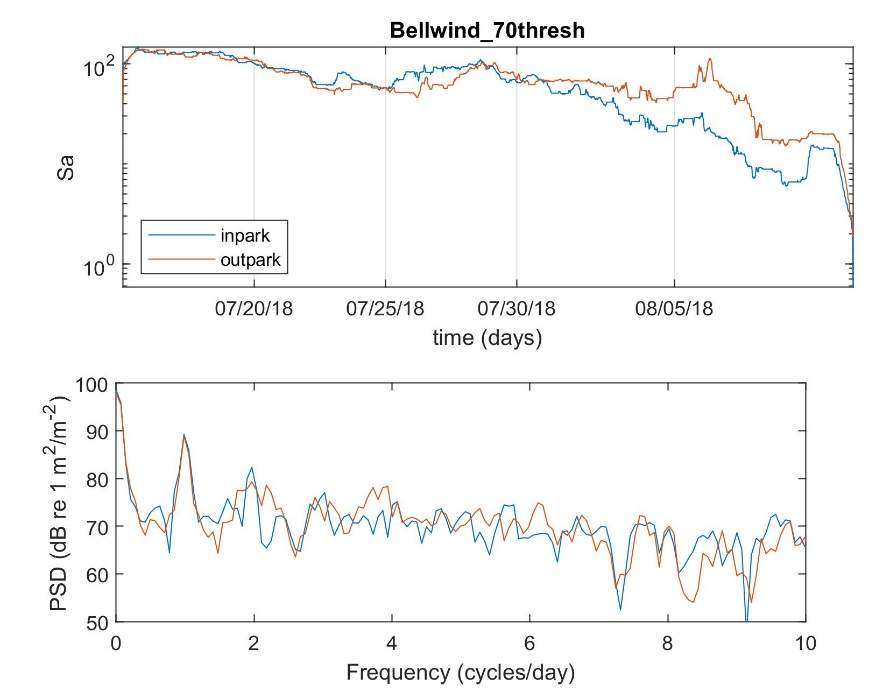 Bellwind_70thresh
10^2
10^0
Sa
inpark
outpark
07/20/18
07/25/18
07/30/18
08/05/18
time (days)
100
90
80
70
60
50
PSD (dB re 1 m^2/m^-2)
0
2
4
6
8
10
Frequency (cycles/day)